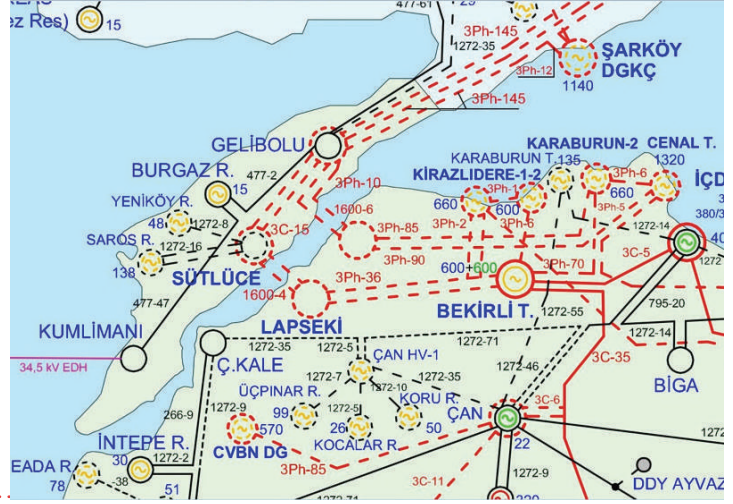 ez Res)
15
477-61
29
1272-35
3Ph-145
3Ph-12
ŞARKÖY
DGKÇ
1140
3Ph-145
GELİBOLU
BURGAZ R.
477-2
15
YENİKÖY R.
48
1272-8
SAROS R.
1272-16
138
3C-15
SÜTLÜCE
477-47
3Ph-10
1600-6
3Ph-85
3Ph-90
3Ph-36
1600-4
LAPSEKİ
KARABURUN-2
CENAL T.
KARABURUN T.
135
1320
KİRAZLIDERE-1-2
3Ph-1
3Ph-6
660
600
660
3Ph-2
3Ph-6
3Ph-5
İÇD
380/3
40
1272-14
3C-5
1272
600+600
3Ph-70
BEKİRLİ T.
1272-55
795-20
1272-14
BİGA
KUMLİMANI
34,5 kV EDH
Ç.KALE
1272-35
1272-5
1272-71
1272-46
3C-35
ÇAN HV-1
1272-7
1272-35
1272-10
ÜÇPINAR R.
99
1272-5
KORU R.
50
26
KOCALAR R.
ÇAN
3C-6
22
266-9
1272-9
570
CVBN DG
3Ph-85
İNTEPE R.
30
1272-2
EADA R.
78
-38
51
1272-71
3C-11
1272-9
320
1272
DDY AYVAZ